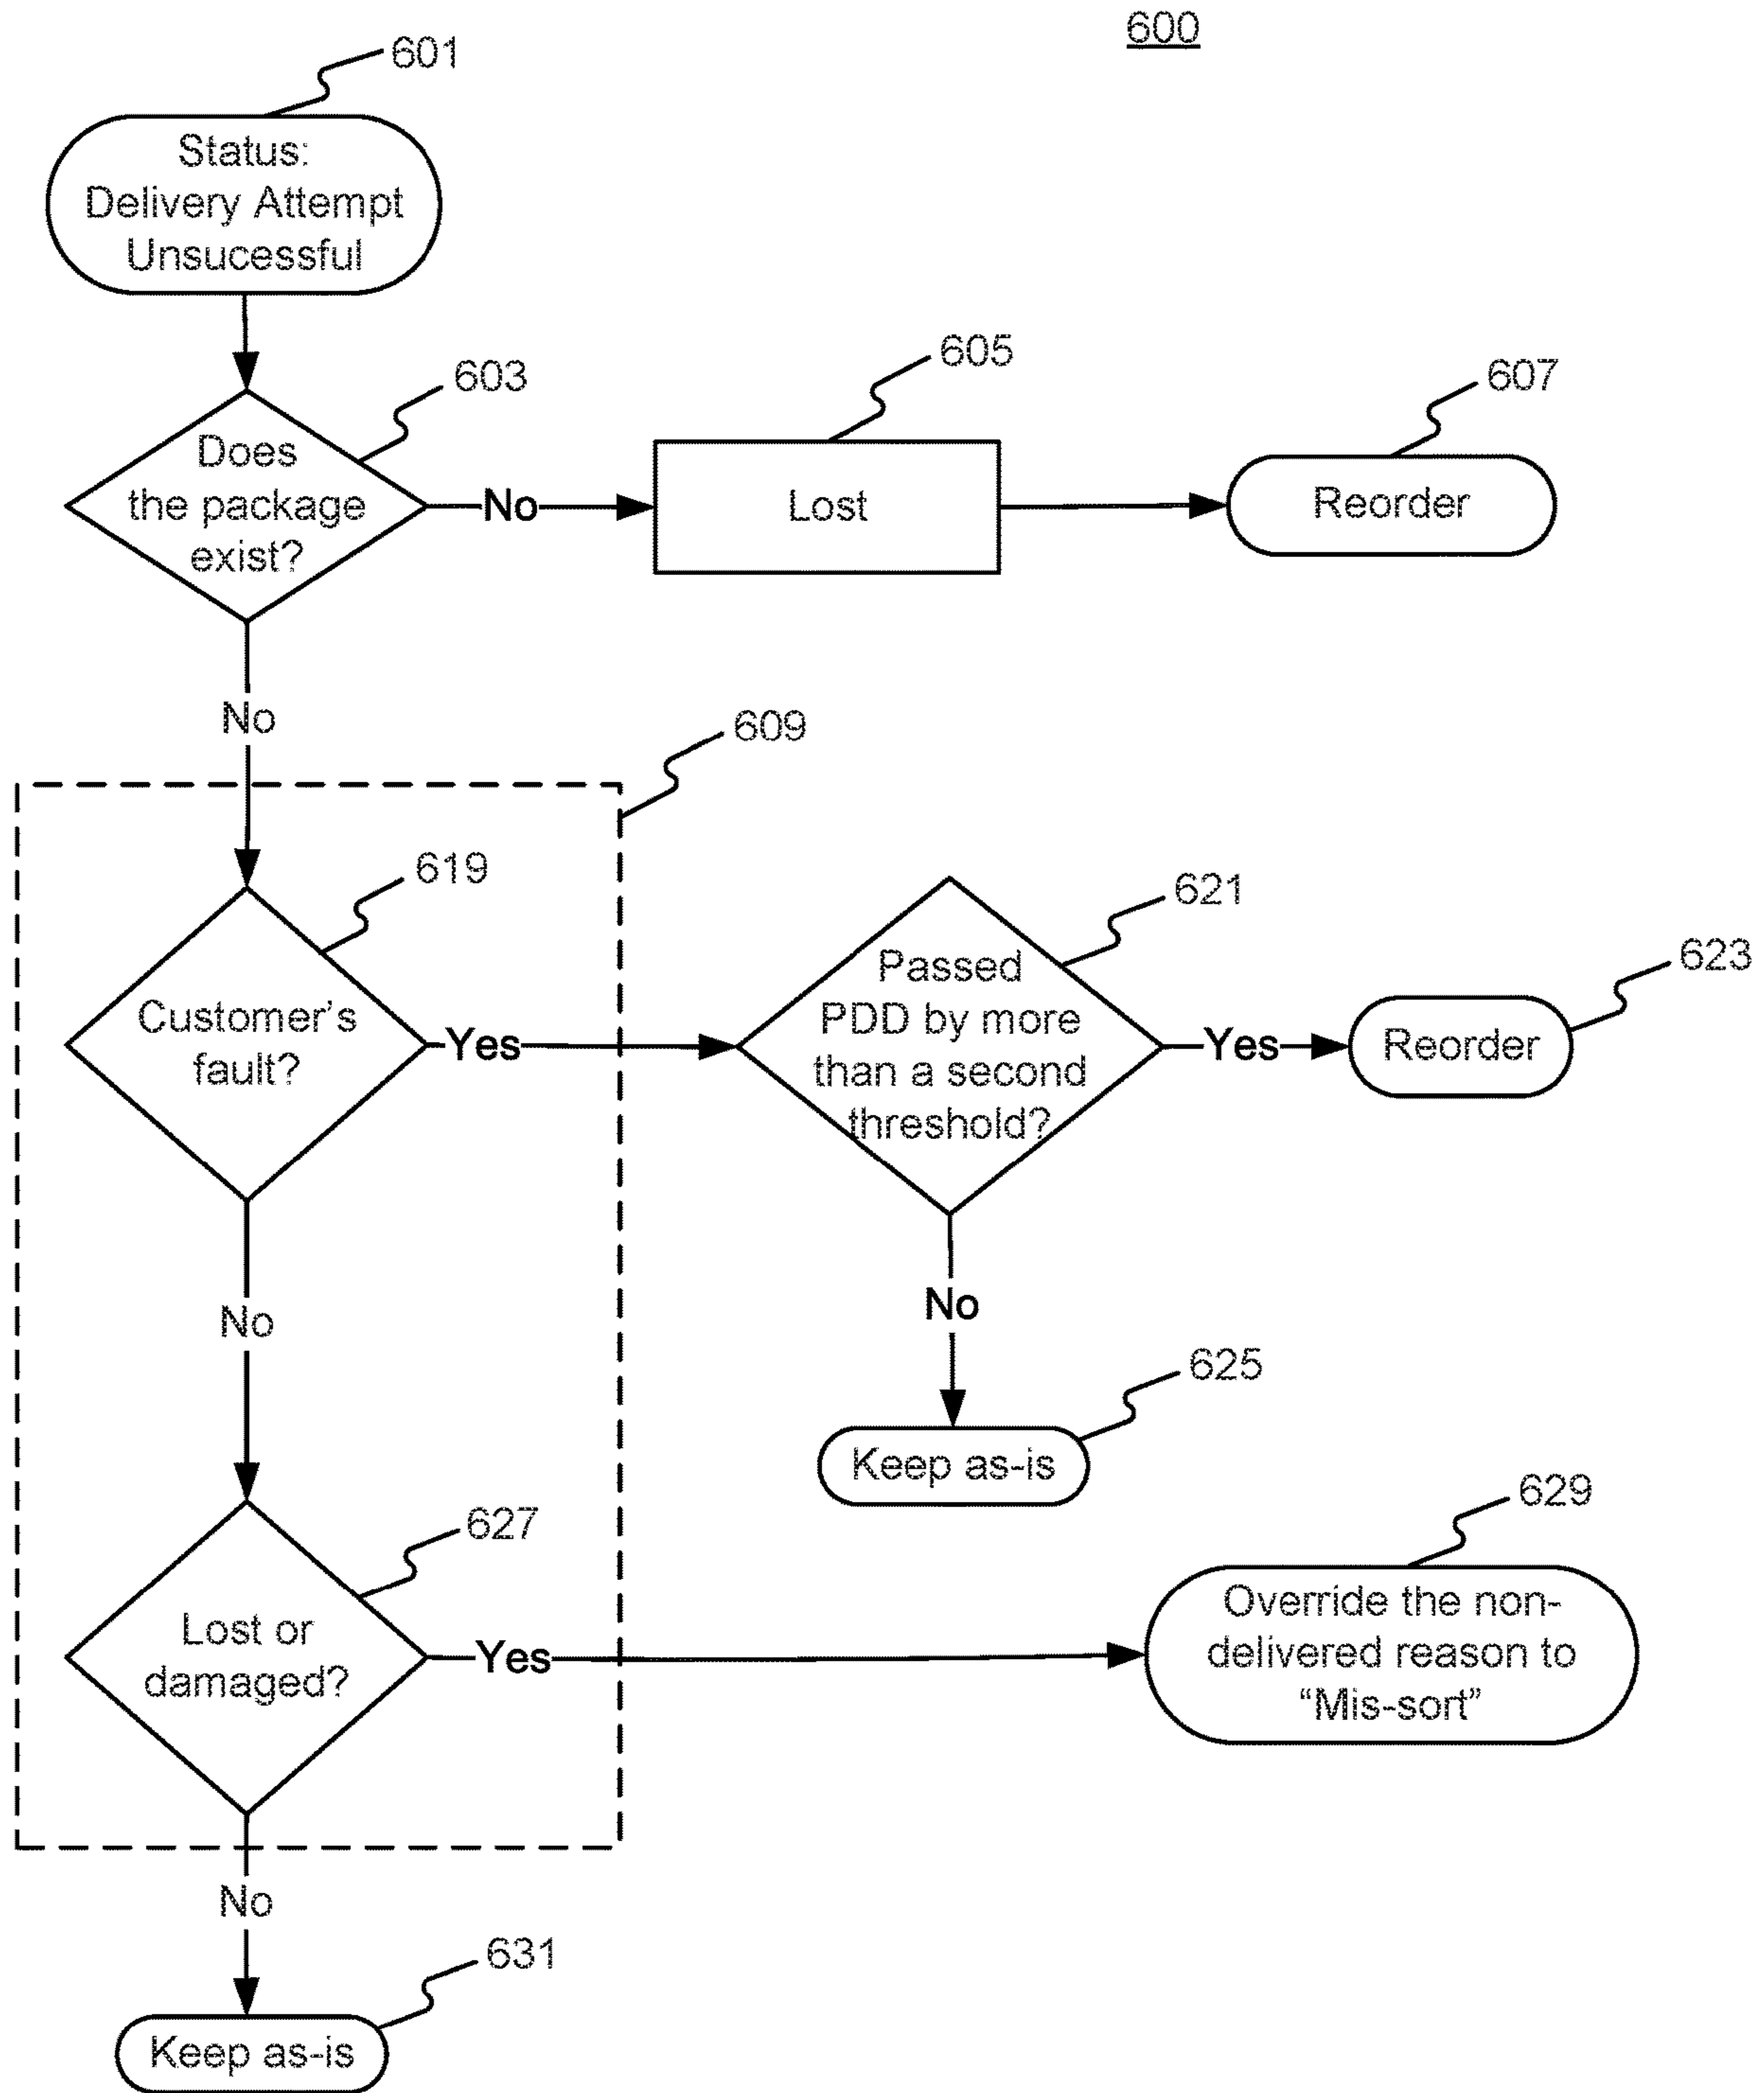 600
601
Status:
Delivery Attempt
Unsucessful
603
Does
the package
exist?
No
605
Lost
607
Reorder
No
609
619
Customer's
fault?
Yes
621
Passed
PDD by more
than a second
threshold?
Yes
623
Reorder
No
625
Keep as-is
No
627
Lost or
damaged?
Yes
629
Override the non-
delivered reason to
“Mis-sort”
No
631
Keep as-is